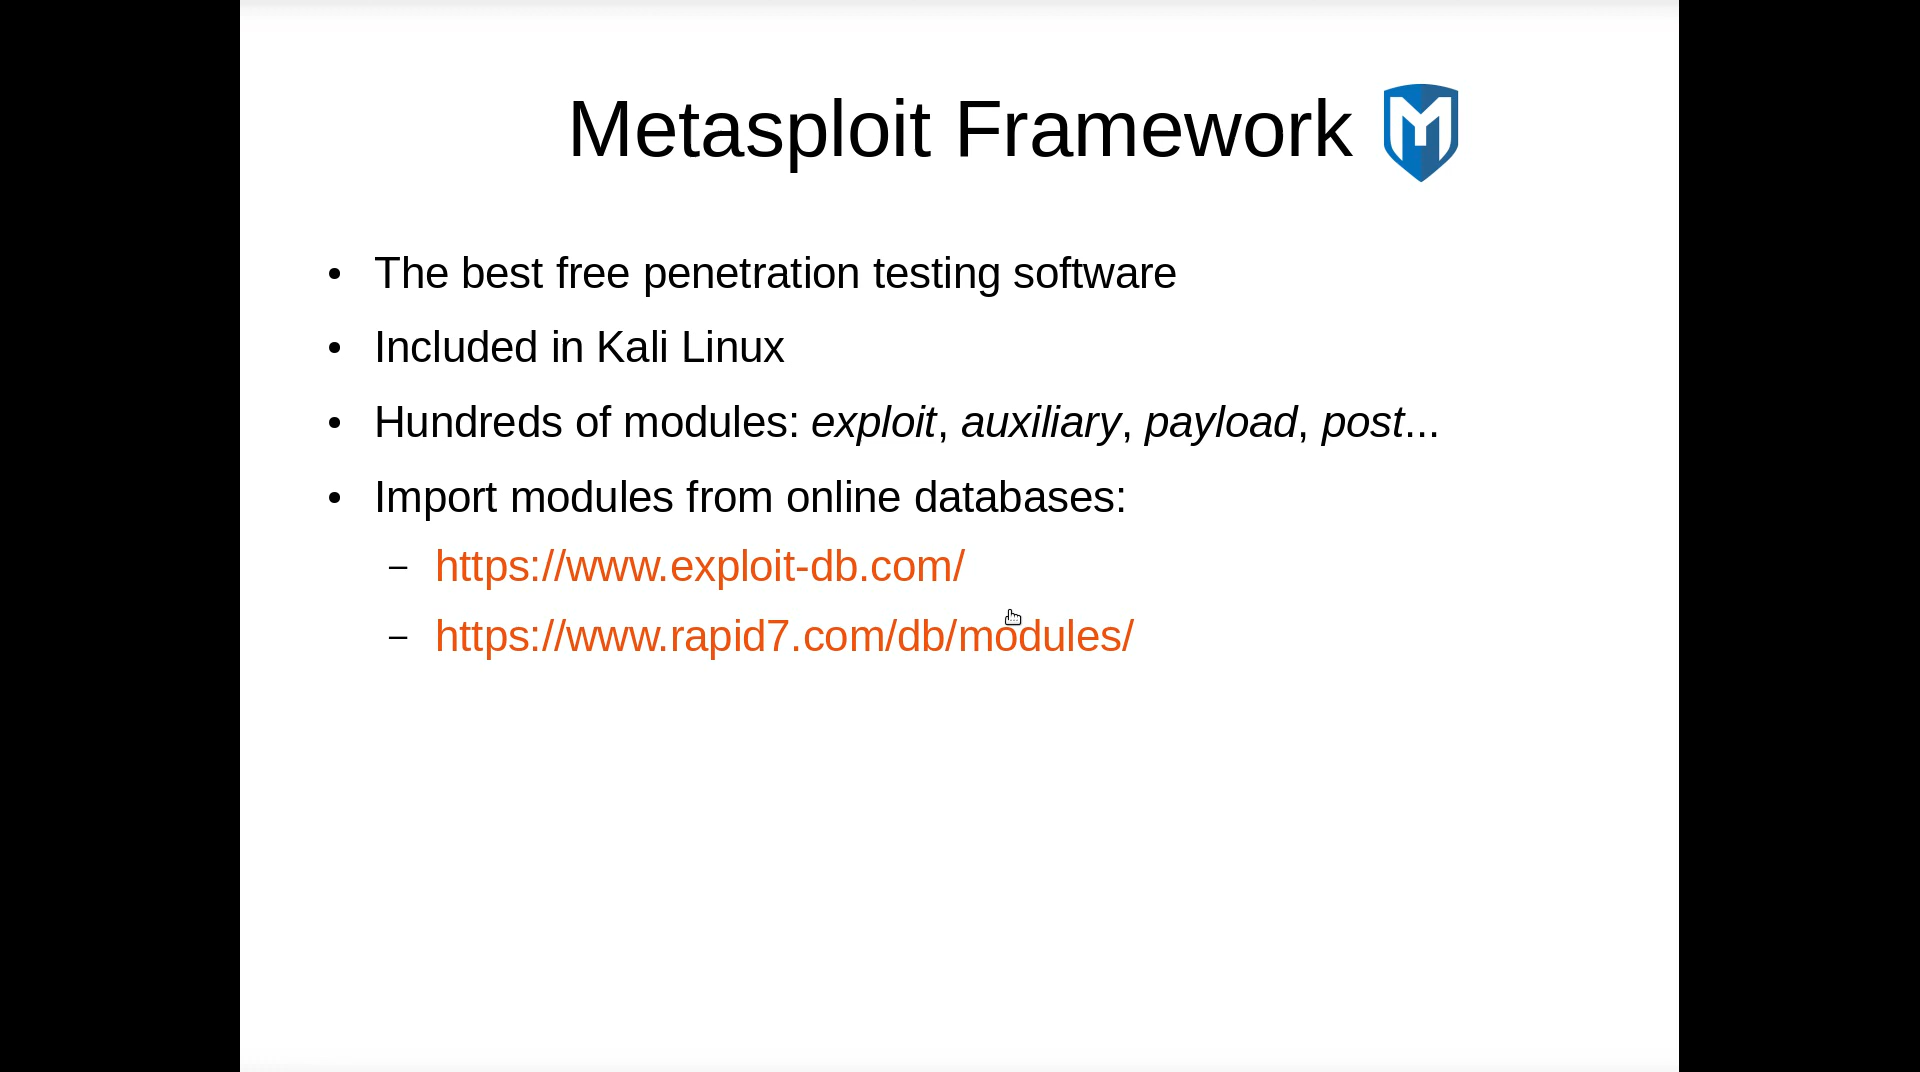 Metasploit Framework
• The best free penetration testing software
• Included in Kali Linux
• Hundreds of modules: exploit, auxiliary, payload, post...
• Import modules from online databases:
– https://www.exploit-db.com/
– https://www.rapid7.com/db/modules/